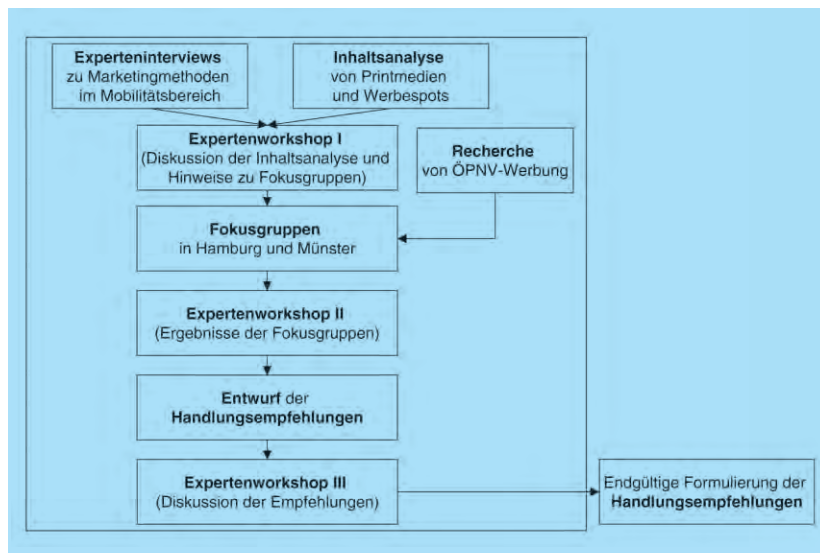 Experteninterviews
zu Marketingmethoden
im Mobilitätsbereich
Inhaltsanalyse
von Printmedien
und Werbespots
Expertenworkshop I
(Diskussion der Inhaltsanalyse und
Hinweise zu Fokusgruppen)
Recherche
von ÖPNV-Werbung
Fokusgruppen
in Hamburg und Münster
Expertenworkshop II
(Ergebnisse der Fokusgruppen)
Entwurf der
Handlungsempfehlungen
Expertenworkshop III
(Diskussion der Empfehlungen)
Endgültige Formulierung der
Handlungsempfehlungen